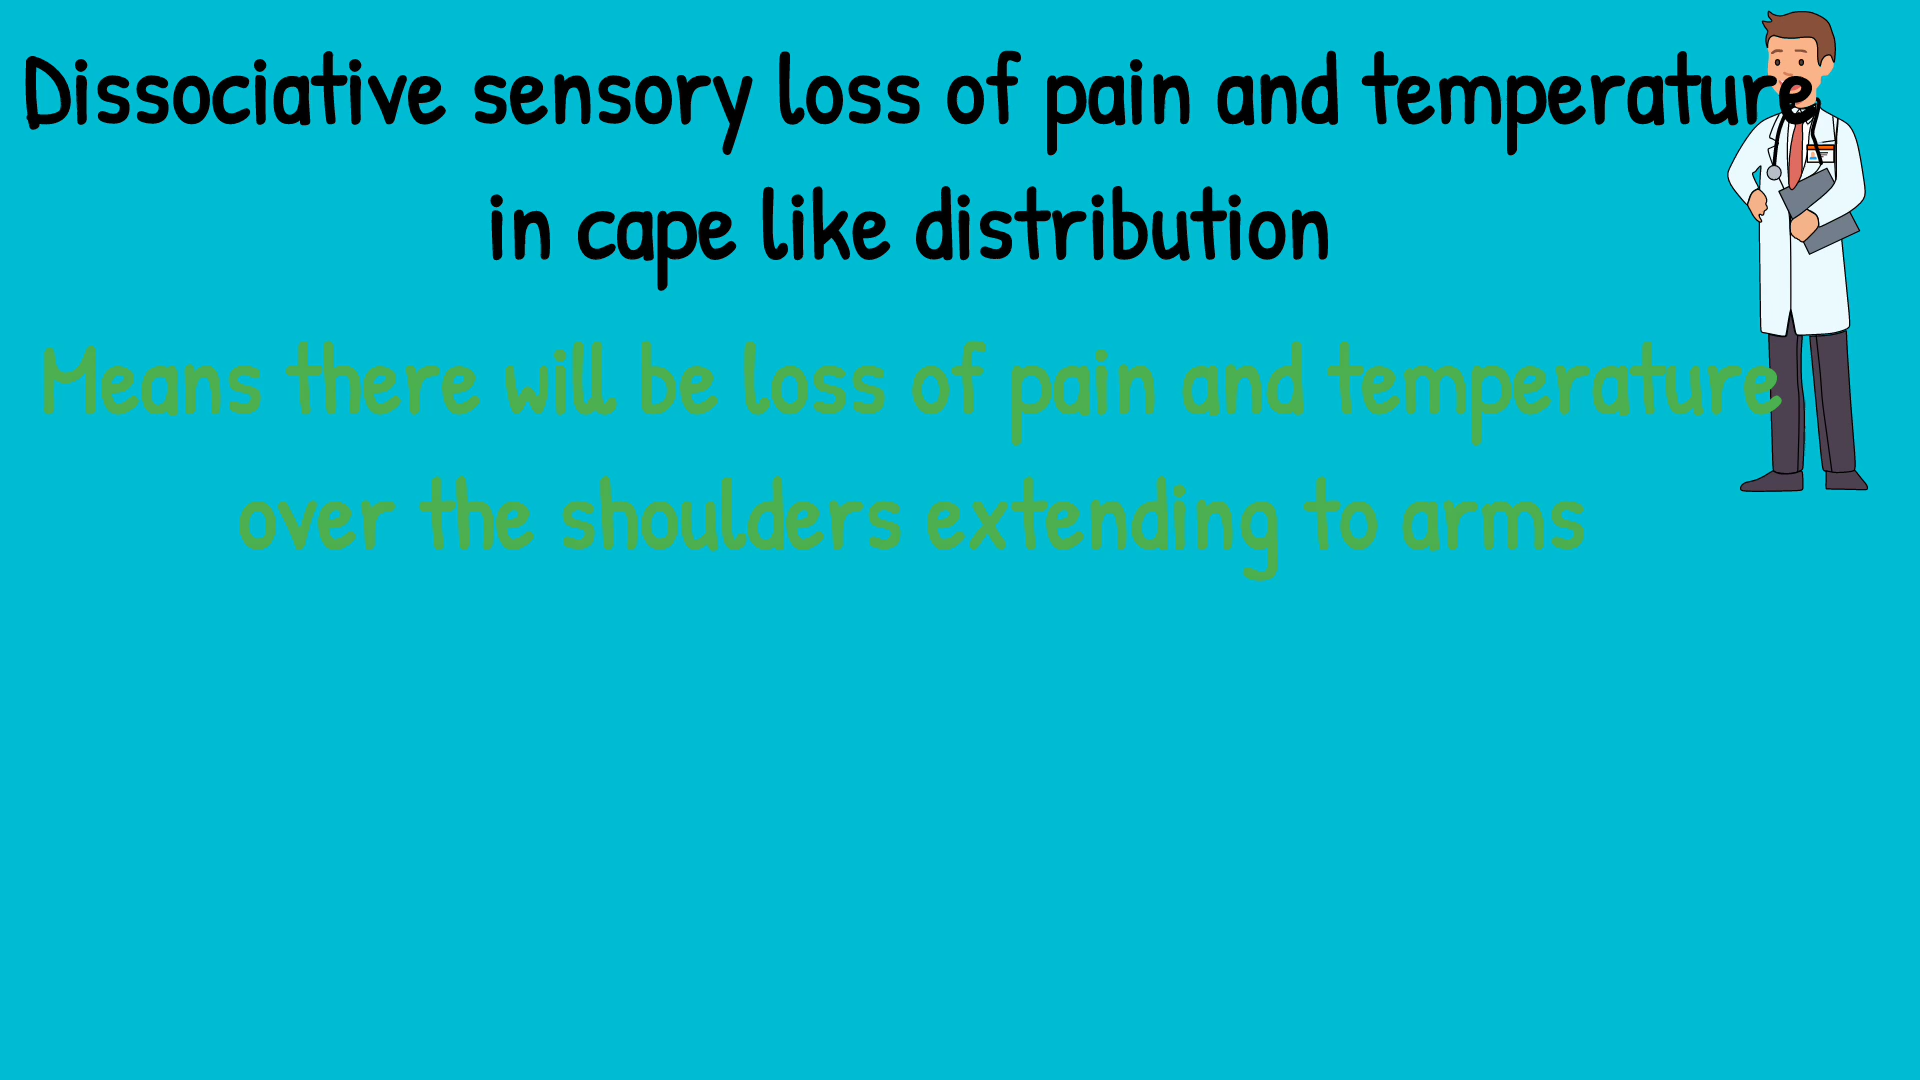 Dissociative sensory loss of pain and temperature
in cape like distribution
Means there will be loss of pain and temperature
over the shoulders extending to arms